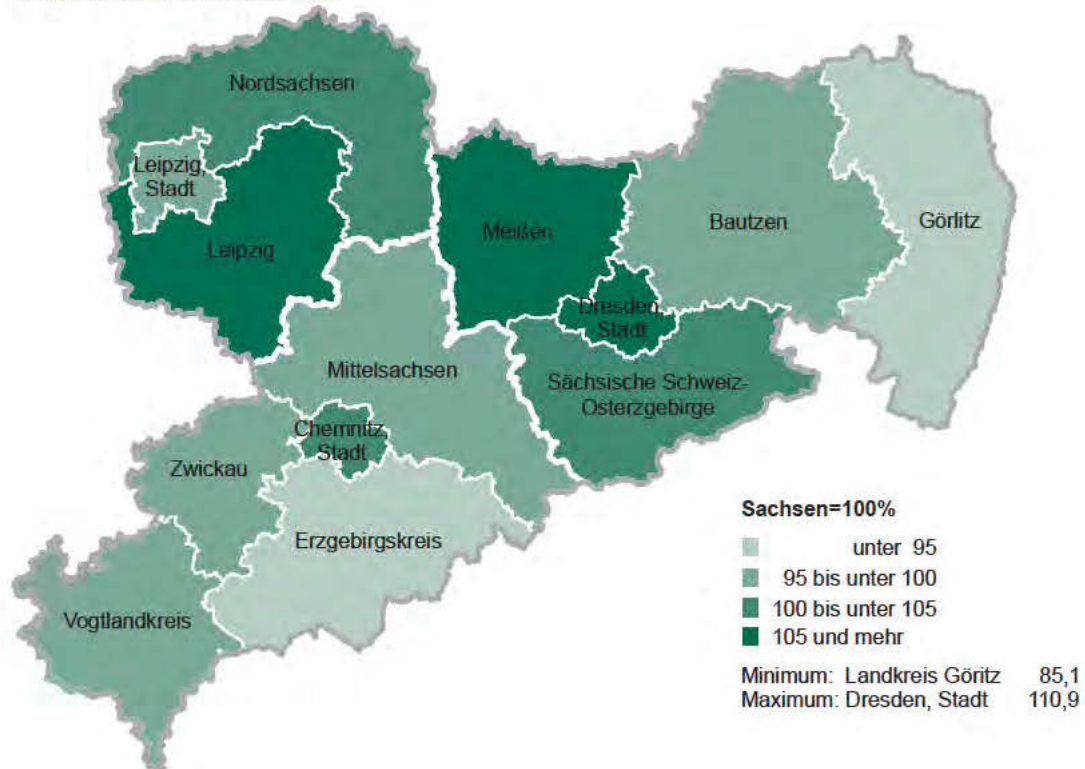 Nordsachsen
Leipzig,
Stadt
Leipzig
Meißen
Bautzen
Görlitz
Dresden,
Stadt
Mittelsachsen
Sächsische Schweiz-
Osterzgebirge
Chemnitz,
Stadt
Zwickau
Erzgebirgskreis
Vogtlandkreis
Sachsen=100%
unter 95
95 bis unter 100
100 bis unter 105
105 und mehr
Minimum: Landkreis Göritz 85,1
Maximum: Dresden, Stadt 110,9